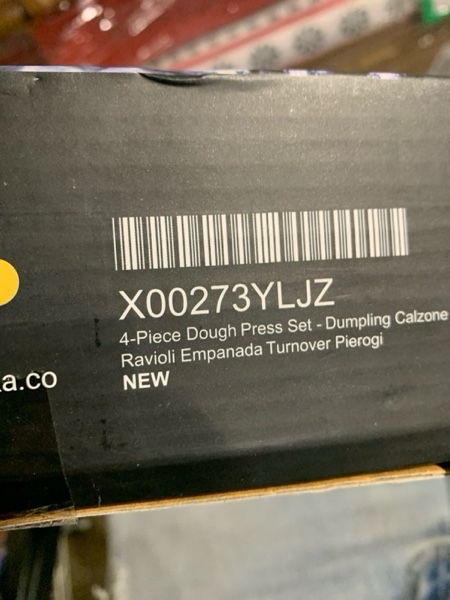 X00273YLJZ
4-Piece Dough Press Set - Dumpling Calzone
Ravioli Empanada Turnover Pierogi
a.co
NEW